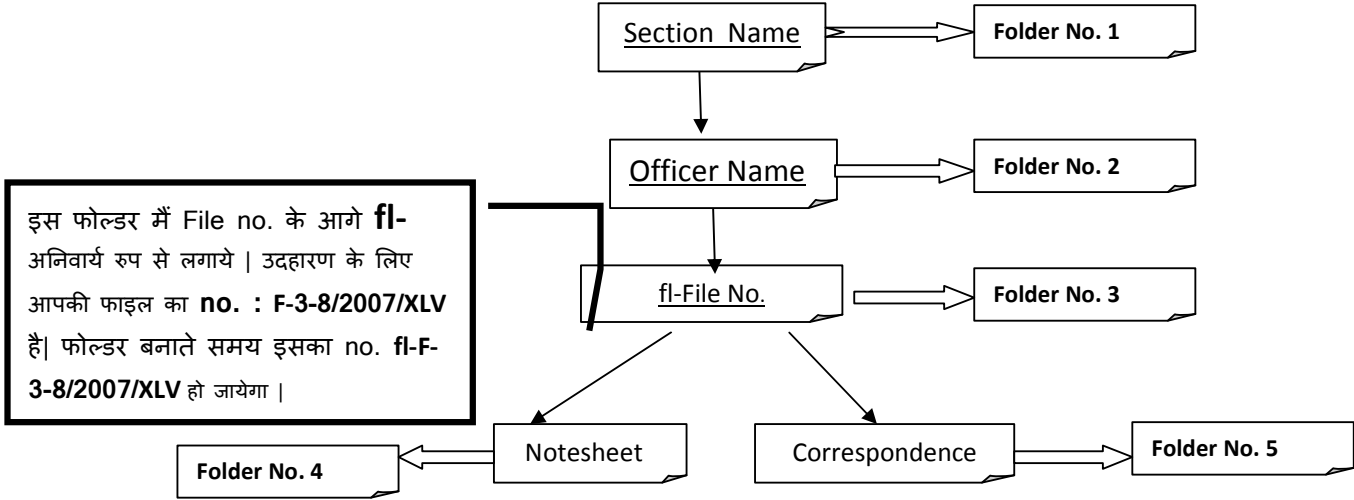 Section Name
Folder No. 1
Officer Name
Folder No. 2
इस फोल्डर मैं File no. के आगे fl-
अनिवार्य रुप से लगाये | उदहारण के लिए
आपकी फाइल का no. : F-3-8/2007/XLV
है| फोल्डर बनाते समय इसका no. fl-F-
3-8/2007/XLV हो जायेगा |
fl-File No.
Folder No. 3
Notesheet
Correspondence
Folder No. 4
Folder No. 5